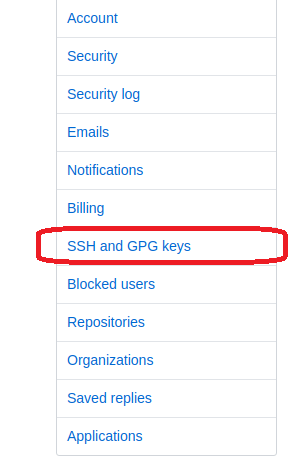 Account
Security
Security log
Emails
Notifications
Billing
SSH and GPG keys
Blocked users
Repositories
Organizations
Saved replies
Applications